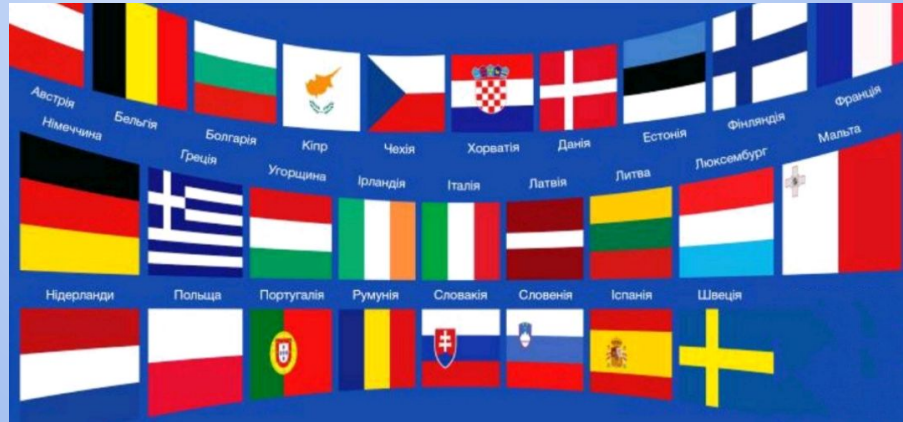 Австрія
Бельгія
Болгарія
Кіпр
Чехія
Хорватія
Данія
Естонія
Фінляндія
Франція
Німеччина
Греція
Угорщина
Ірландія
Італія
Латвія
Литва
Люксембург
Мальта
Нідерланди
Польща
Португалія
Румунія
Словакія
Словенія
Іспанія
Швеція